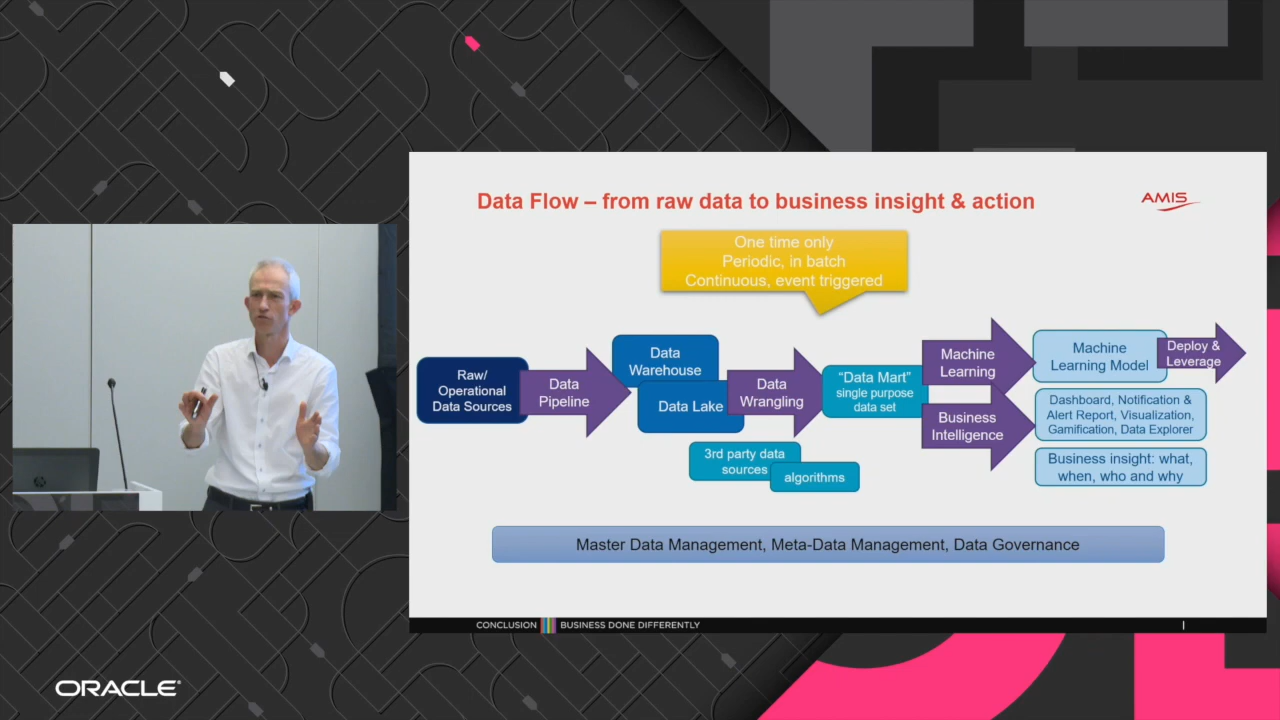 Data Flow – from raw data to business insight & action
AMIS
One time only
Periodic, in batch
Continuous, event triggered
Raw/
Operational
Data Sources
Data
Pipeline
Data
Warehouse
Data Lake
Data
Wrangling
“Data Mart”
single purpose
data set
3rd party data
sources
algorithms
Machine
Learning
Business
Intelligence
Machine
Learning Model
Deploy &
Leverage
Dashboard, Notification &
Alert Report, Visualization,
Gamification, Data Explorer
Business insight: what,
when, who and why
Master Data Management, Meta-Data Management, Data Governance
CONCLUSION BUSINESS DONE DIFFERENTLY
hp
ORACLE